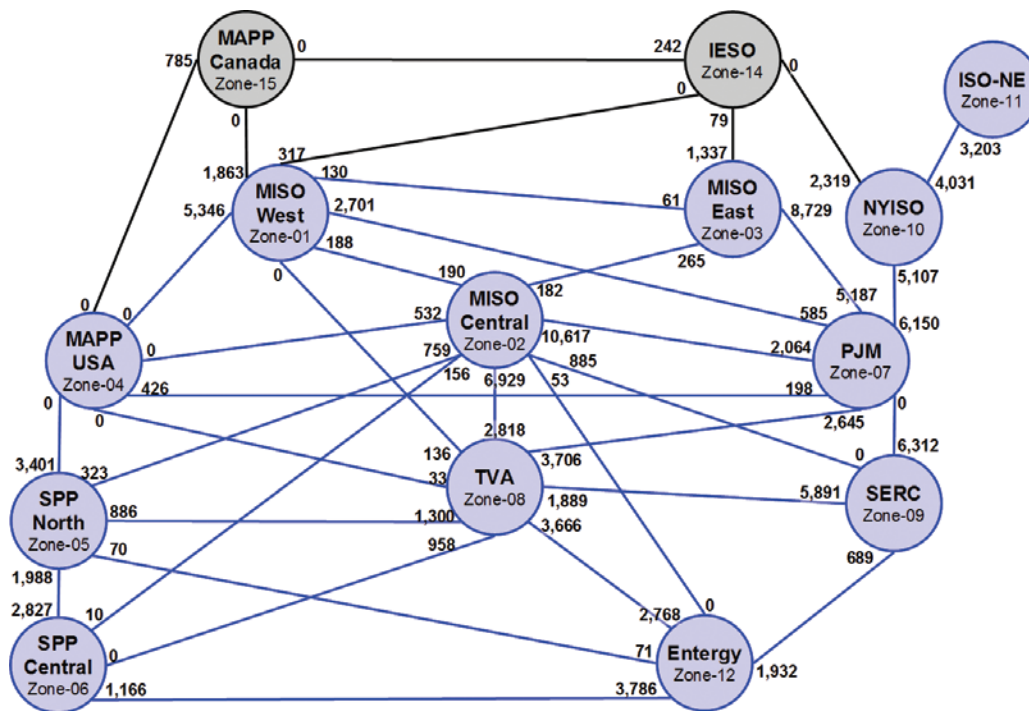 MAPP
Canada
Zone-15
785
0
0
242
IESO
Zone-14
0
0
79
ISO-NE
Zone-11
3,203
317
1,863
130
1,337
2,319
4,031
MISO
West
Zone-01
5,346
2,701
188
0
61
MISO
East
Zone-03
8,729
265
NYISO
Zone-10
5,107
190
182
MISO
Central
Zone-02
532
10,617
759
156
6,929
53
885
5,187
585
6,150
2,064
PJM
Zone-07
198
0
2,645
0
0
0
MAPP
USA
Zone-04
426
0
0
2,818
136
33
3,706
TVA
Zone-08
1,889
1,300
3,666
958
6,312
0
5,891
SERC
Zone-09
689
3,401
323
SPP
North
Zone-05
886
70
1,988
2,827
10
SPP
Central
Zone-06
0
1,166
0
2,768
71
Entergy
Zone-12
1,932
3,786